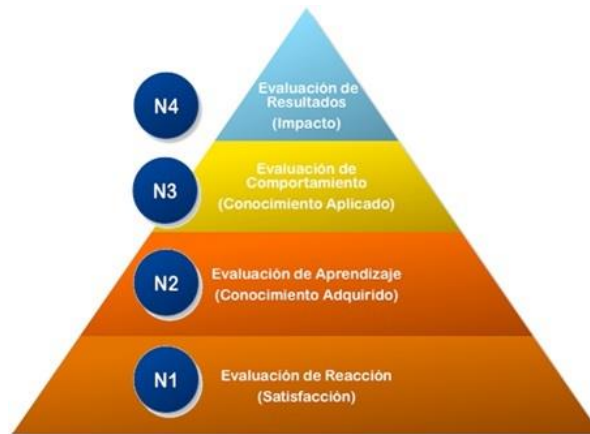 N4
Evaluación de
Resultados
(Impacto)
N3
Evaluación de
Comportamiento
(Conocimiento Aplicado)
N2
Evaluación de Aprendizaje
(Conocimiento Adquirido)
N1
Evaluación de Reacción
(Satisfacción)